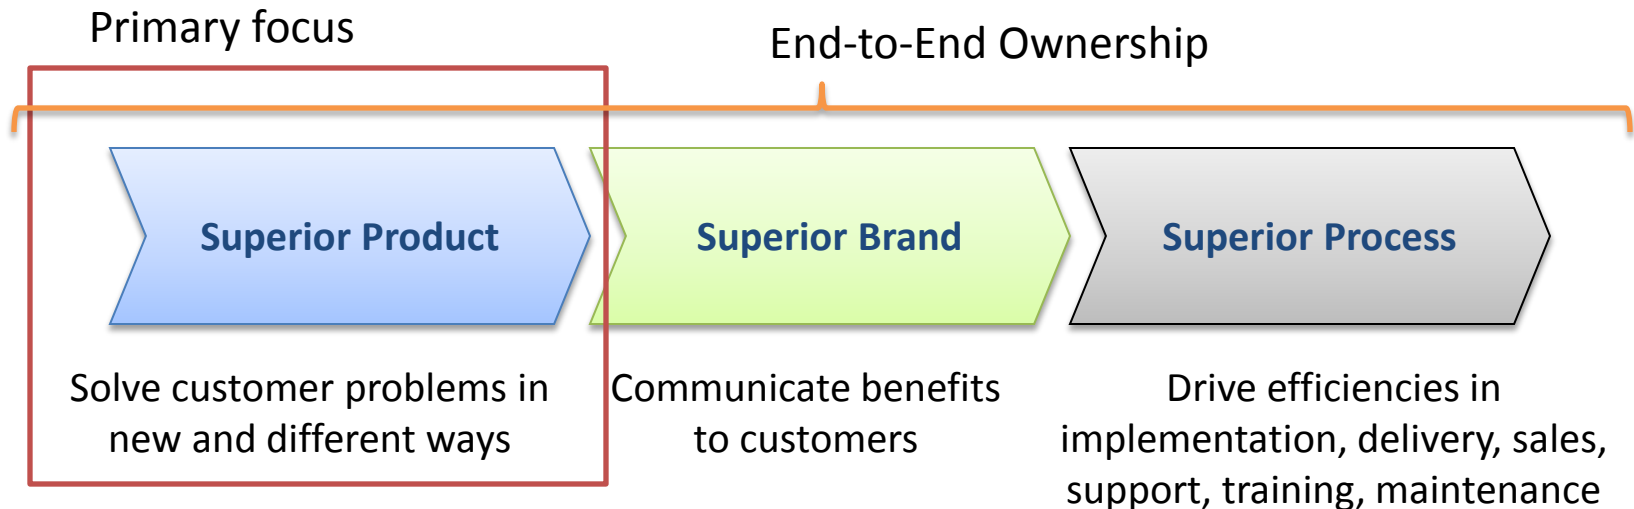 Primary focus
End-to-End Ownership
Superior Product
Superior Brand
Superior Process
Solve customer problems in
new and different ways
Communicate benefits
to customers
Drive efficiencies in
implementation, delivery, sales,
support, training, maintenance